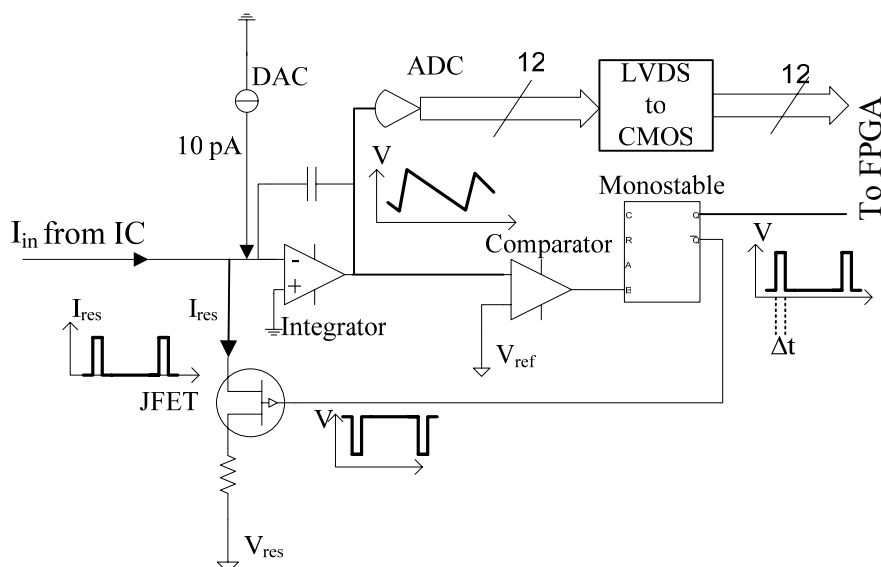 DAC
ADC
12
LVDS
to
CMOS
12
To FPGA
10 pA
V
Monostable
I_in from IC
-
+
Integrator
Comparator
C
R
A
B
Q
Q̅
V
Δt
I_res
I_res
V_ref
JFET
V
V_res